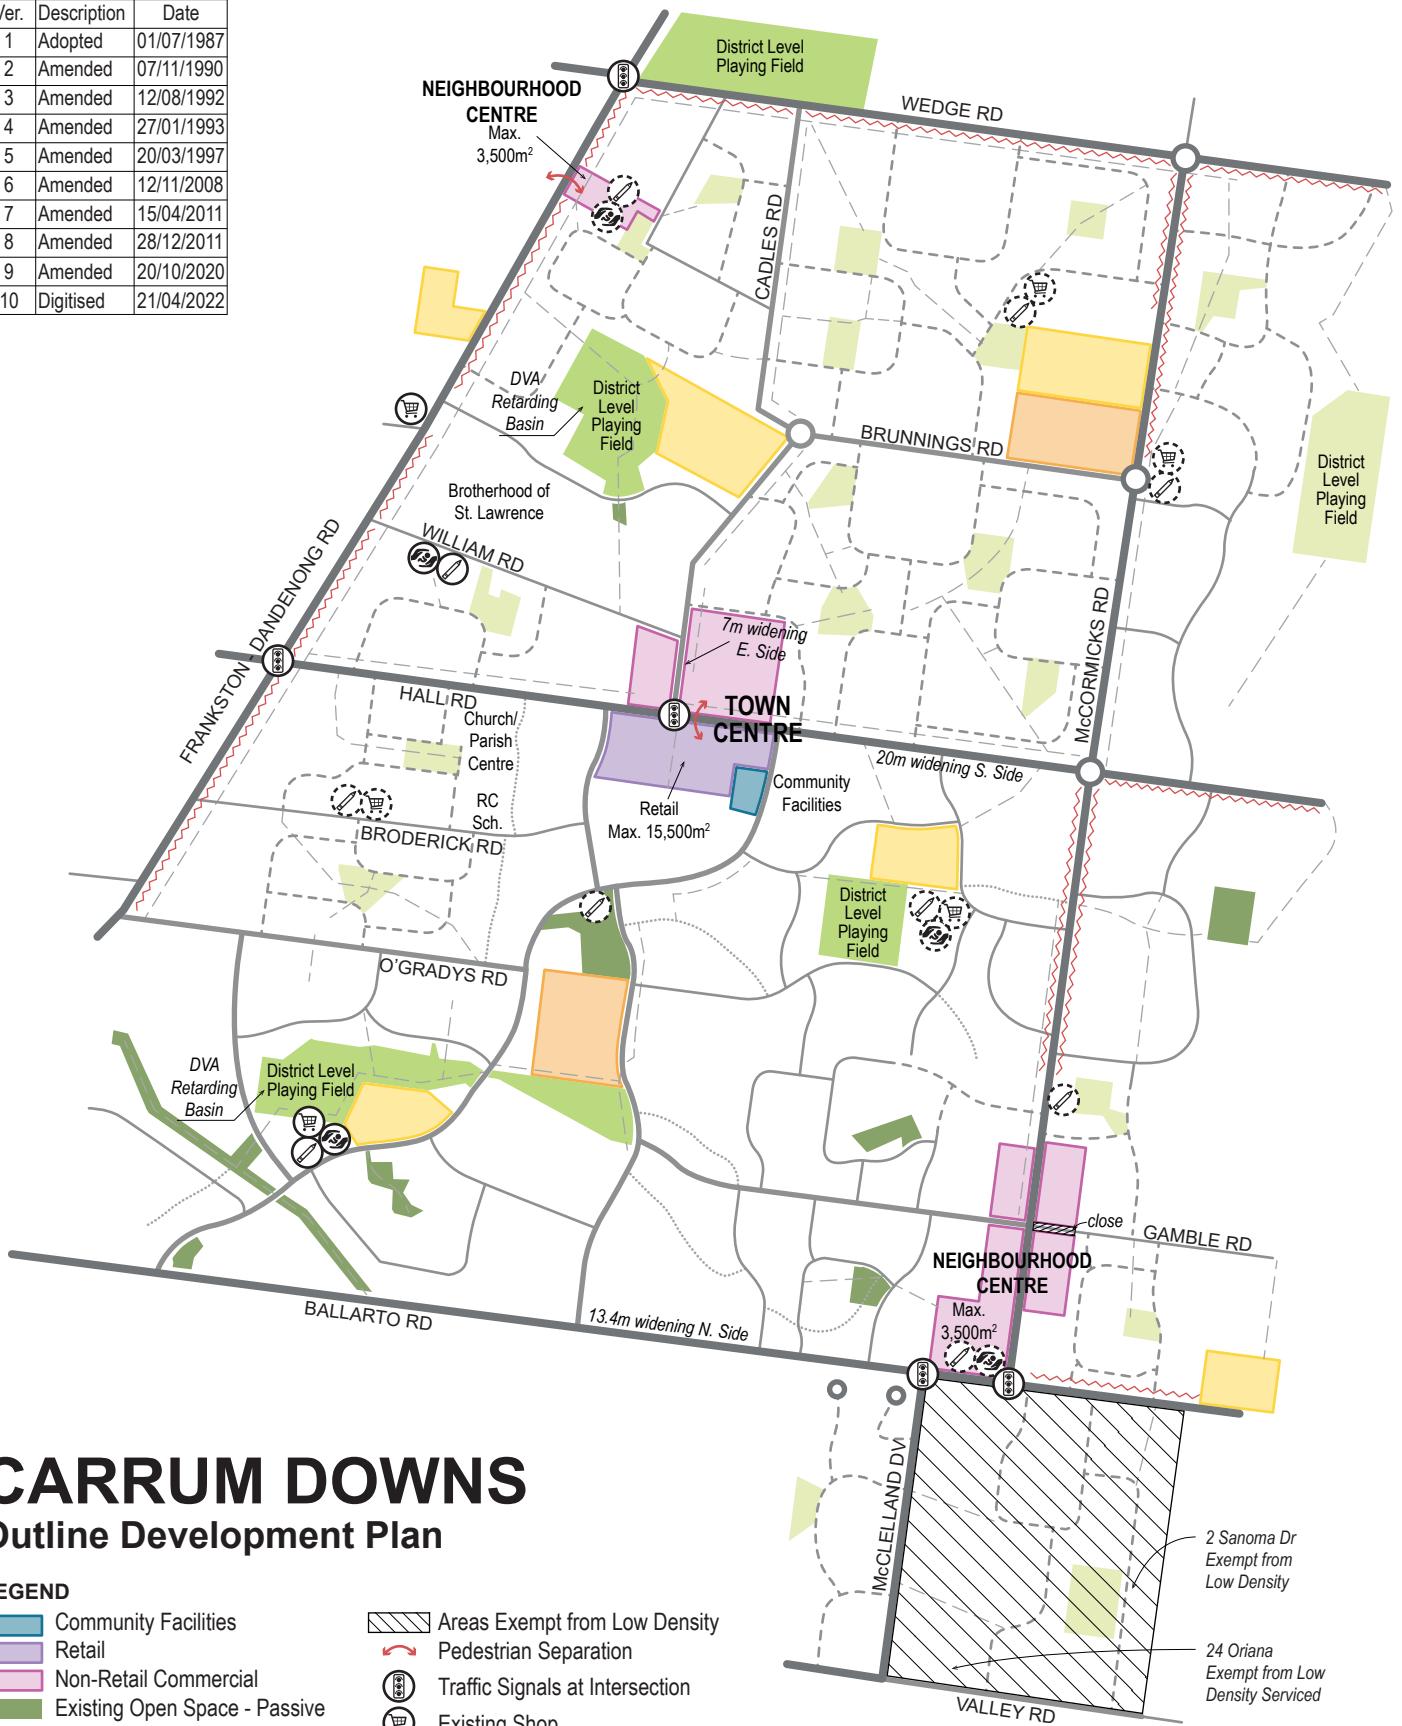 Ver. Description Date
1 Adopted 01/07/1987
2 Amended 07/11/1990
3 Amended 12/08/1992
4 Amended 27/01/1993
5 Amended 20/03/1997
6 Amended 12/11/2008
7 Amended 15/04/2011
8 Amended 28/12/2011
9 Amended 20/10/2020
10 Digitised 21/04/2022
District Level
Playing Field
WEDGE RD
NEIGHBOURHOOD
CENTRE
Max.
3,500m²
CADLES RD
DVA
Retarding
Basin
District
Level
Playing
Field
BRUNNINGS RD
District
Level
Playing
Field
Brotherhood of
St. Lawrence
WILLIAM RD
FRANKSTON - DANDENONG RD
McCORMICKS RD
7m widening
E. Side
HALL RD
TOWN
CENTRE
Church/
Parish
Centre
20m widening S. Side
Community
Facilities
Retail
Max. 15,500m²
RC
Sch.
BRODERICK RD
District
Level
Playing
Field
O'GRADYS RD
DVA
Retarding
Basin
District Level
Playing Field
close
GAMBLE RD
NEIGHBOURHOOD
CENTRE
Max.
3,500m²
BALLARTO RD
13.4m widening N. Side
McCLELLAND DV
2 Sanoma Dr
Exempt from
Low Density
24 Oriana
Exempt from Low
Density Serviced
VALLEY RD
CARRUM DOWNS
Outline Development Plan
LEGEND
Community Facilities
Retail
Non-Retail Commercial
Existing Open Space - Passive
Areas Exempt from Low Density
Pedestrian Separation
Traffic Signals at Intersection
Existing Shop